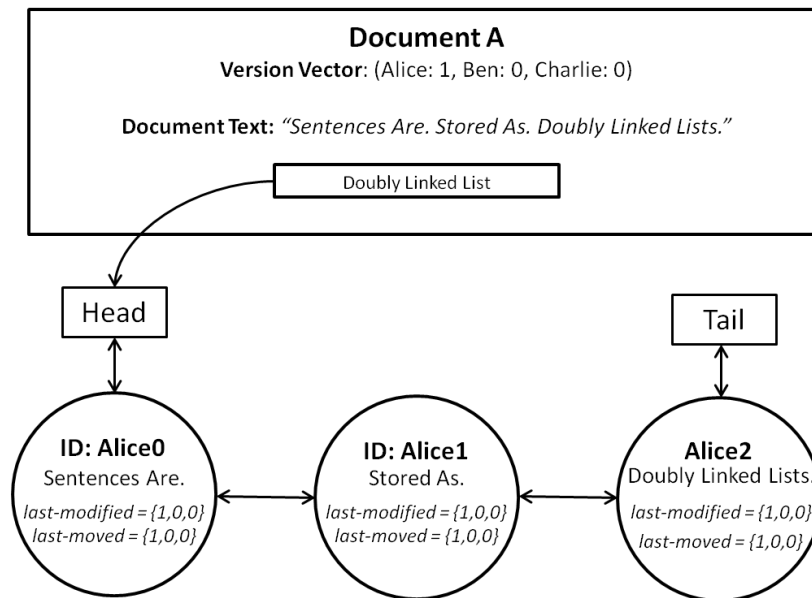 Document A
Version Vector: (Alice: 1, Ben: 0, Charlie: 0)
Document Text: “Sentences Are. Stored As. Doubly Linked Lists.”
Doubly Linked List
Head
Tail
ID: Alice0
Sentences Are.
last-modified = {1,0,0}
last-moved = {1,0,0}
ID: Alice1
Stored As.
last-modified = {1,0,0}
last-moved = {1,0,0}
Alice2
Doubly Linked Lists.
last-modified = {1,0,0}
last-moved = {1,0,0}